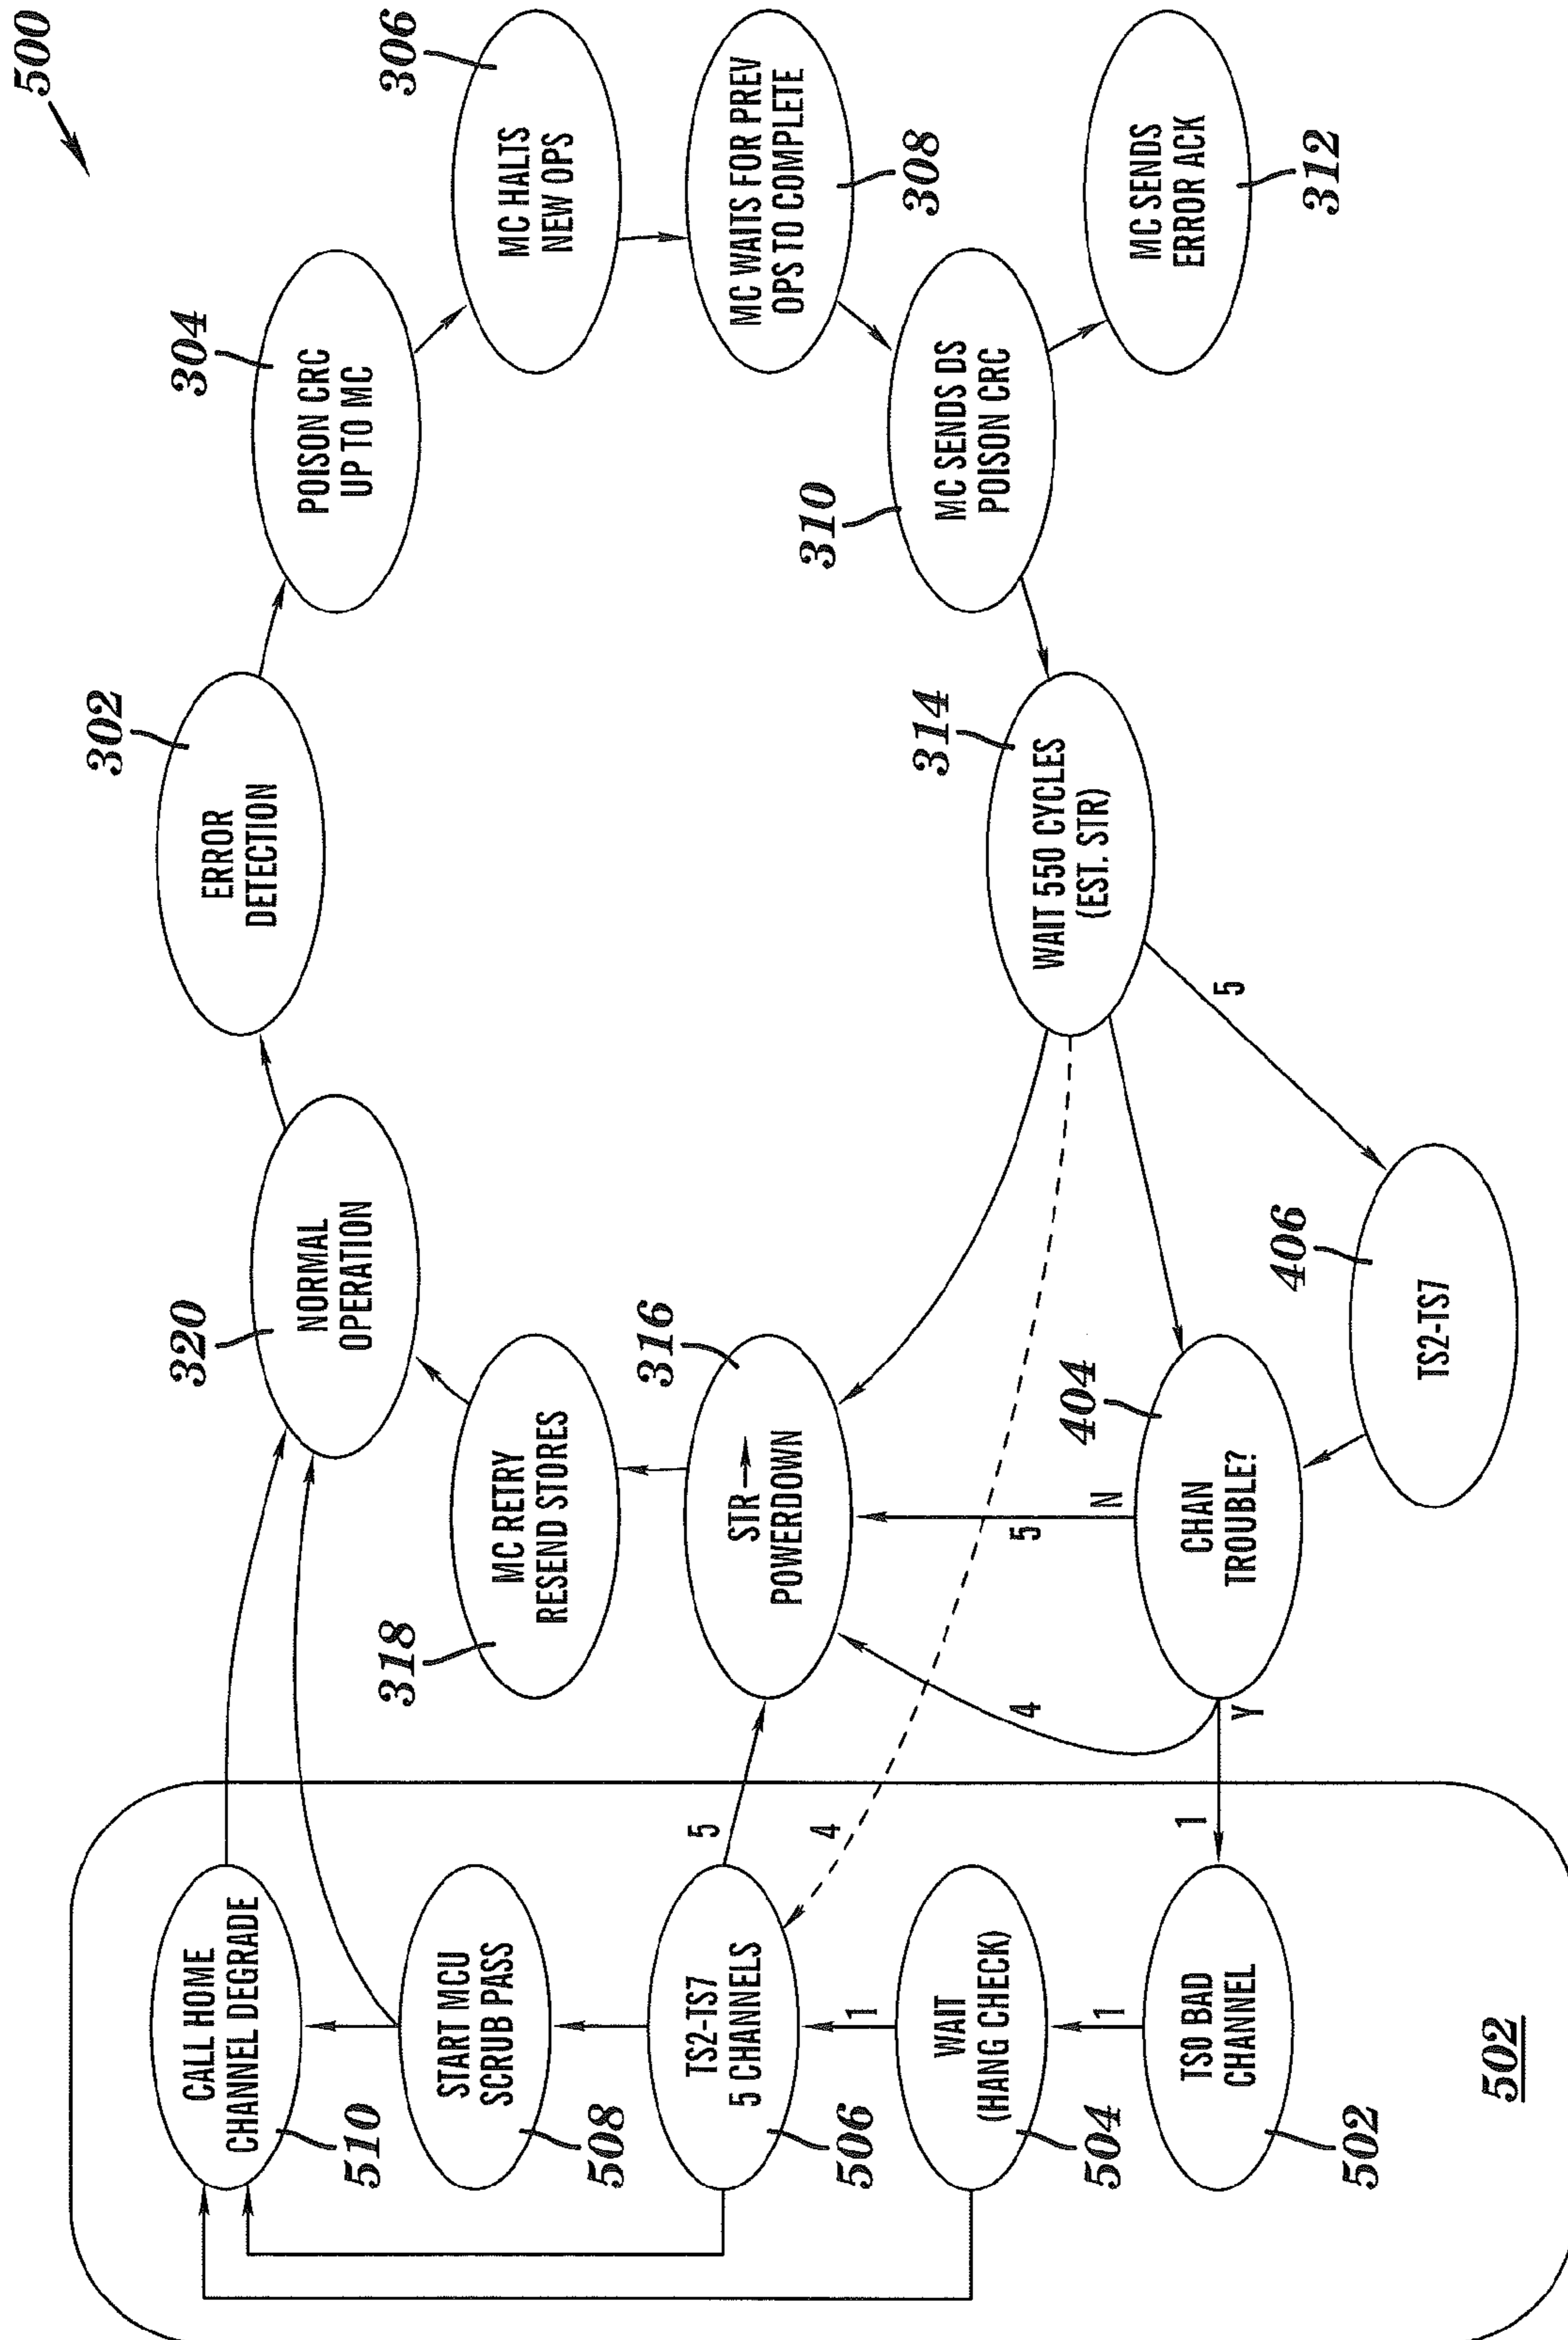 500
302
ERROR
DETECTION
304
POISON CRC
UP TO MC
306
MC HALTS
NEW OPS
MC WAITS FOR PREV
OPS TO COMPLETE
308
310
MC SENDS DS
POISON CRC
MC SENDS
ERROR ACK
312
314
WAIT 550 CYCLES
(EST. STR)
5
406
TS2-TS7
404
CHAN
TROUBLE?
N
5
Y
4
1
4
5
316
STR→
POWERDOWN
318
MC RETRY
RESEND STORES
320
NORMAL
OPERATION
CALL HOME
CHANNEL DEGRADE
510
START MCU
SCRUB PASS
508
TS2-TS7
5 CHANNELS
506
1
WAIT
(HANG CHECK)
504
1
TS0 BAD
CHANNEL
502
502